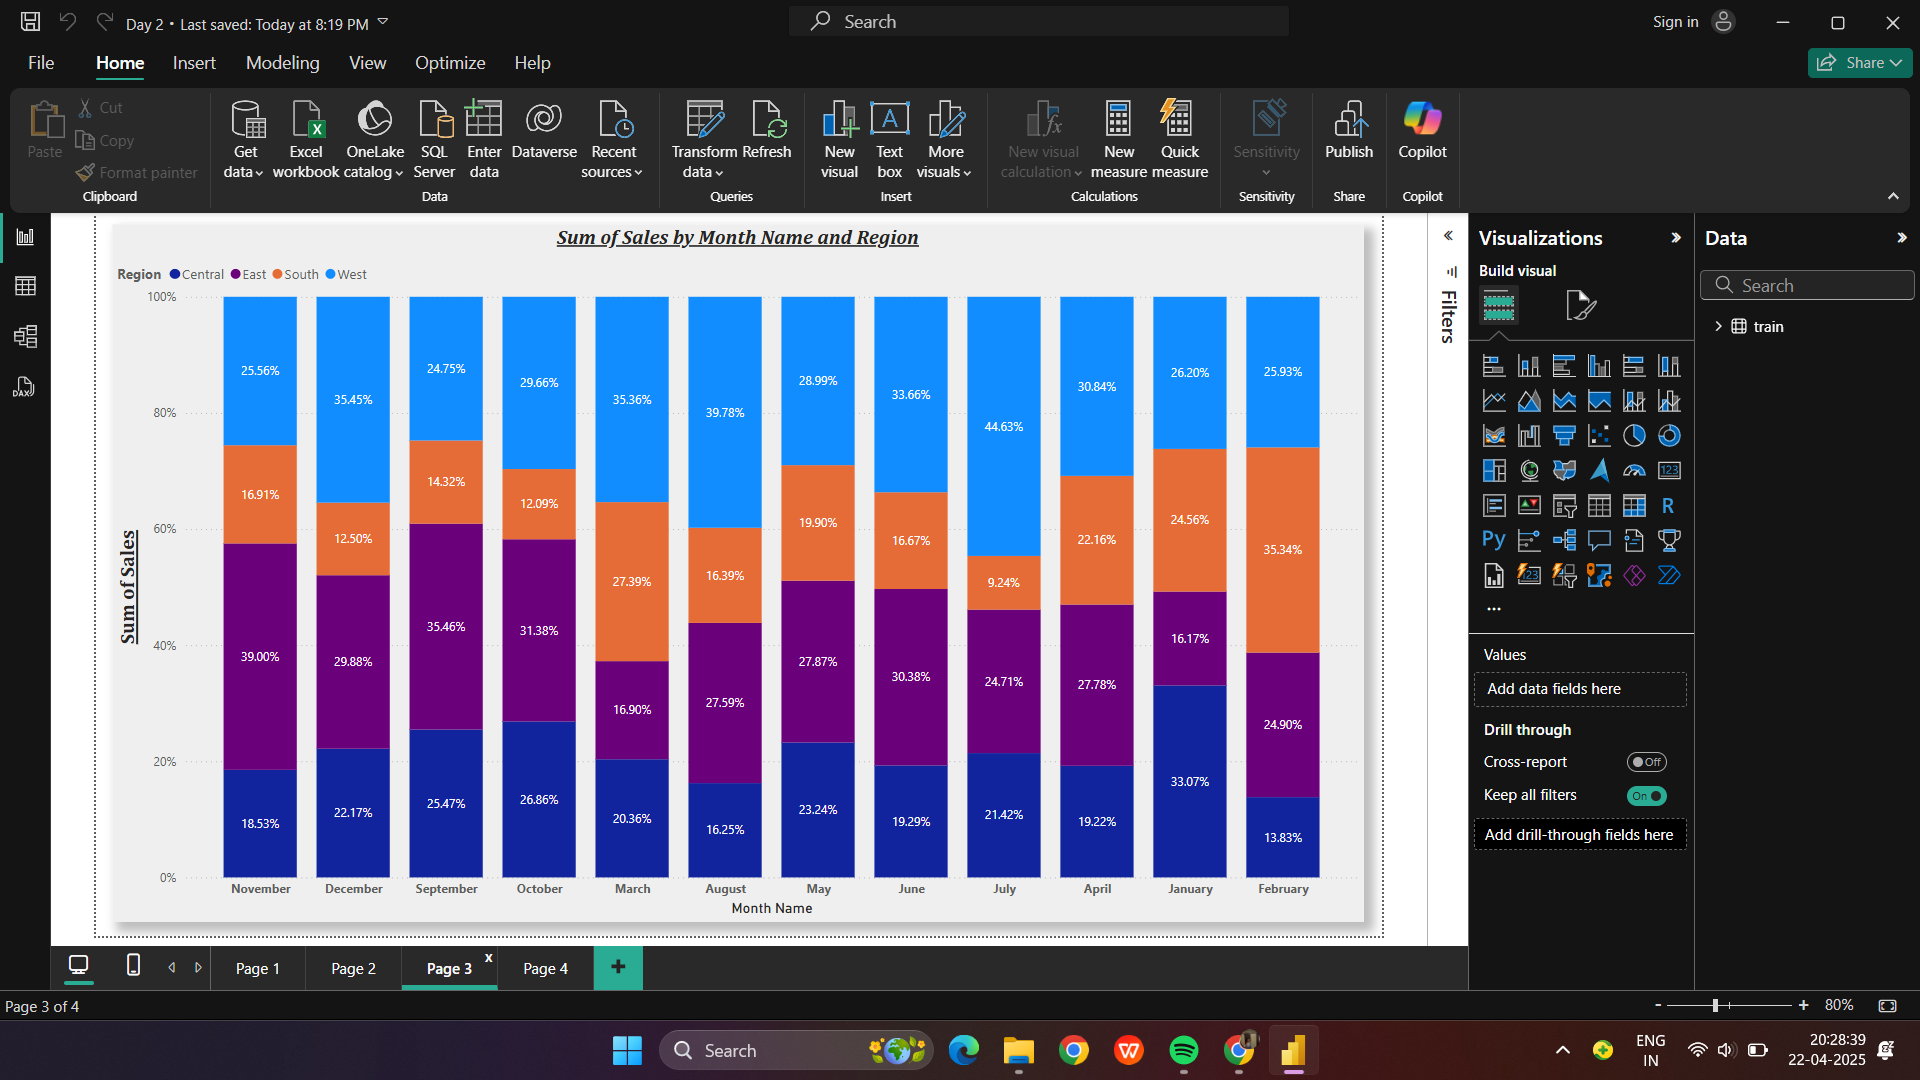 Day 2 • Last saved: Today at 8:19 PM
Search
Sign in
File Home Insert Modeling View Optimize Help
Share
Paste
Cut
Copy
Format painter
Clipboard
Get data
Excel workbook
OneLake catalog
SQL Server
Enter data
Dataverse
Recent sources
Data
Transform data
Refresh
Queries
New visual
Text box
More visuals
Insert
New visual calculation
New measure
Quick measure
Calculations
Sensitivity
Sensitivity
Publish
Share
Copilot
Copilot
Sum of Sales by Month Name and Region
Region Central East South West
100%
80%
60%
40%
20%
0%
Sum of Sales
25.56% 35.45% 24.75% 29.66% 35.36% 39.78% 28.99% 33.66% 44.63% 30.84% 26.20% 25.93%
16.91% 12.50% 14.32% 12.09% 27.39% 16.39% 19.90% 16.67% 9.24% 22.16% 24.56% 35.34%
39.00% 29.88% 35.46% 31.38% 16.90% 27.59% 27.87% 30.38% 24.71% 27.78% 16.17% 24.90%
18.53% 22.17% 25.47% 26.86% 20.36% 16.25% 23.24% 19.29% 21.42% 19.22% 33.07% 13.83%
November December September October March August May June July April January February
Month Name
Filters
Visualizations
Build visual
123
R
Py
123
...
Values
Add data fields here
Drill through
Cross-report Off
Keep all filters On
Add drill-through fields here
Data
Search
train
DAX
Page 1 Page 2 Page 3 x Page 4 +
Page 3 of 4
- + 80%
Search
ENG
IN
20:28:39
22-04-2025